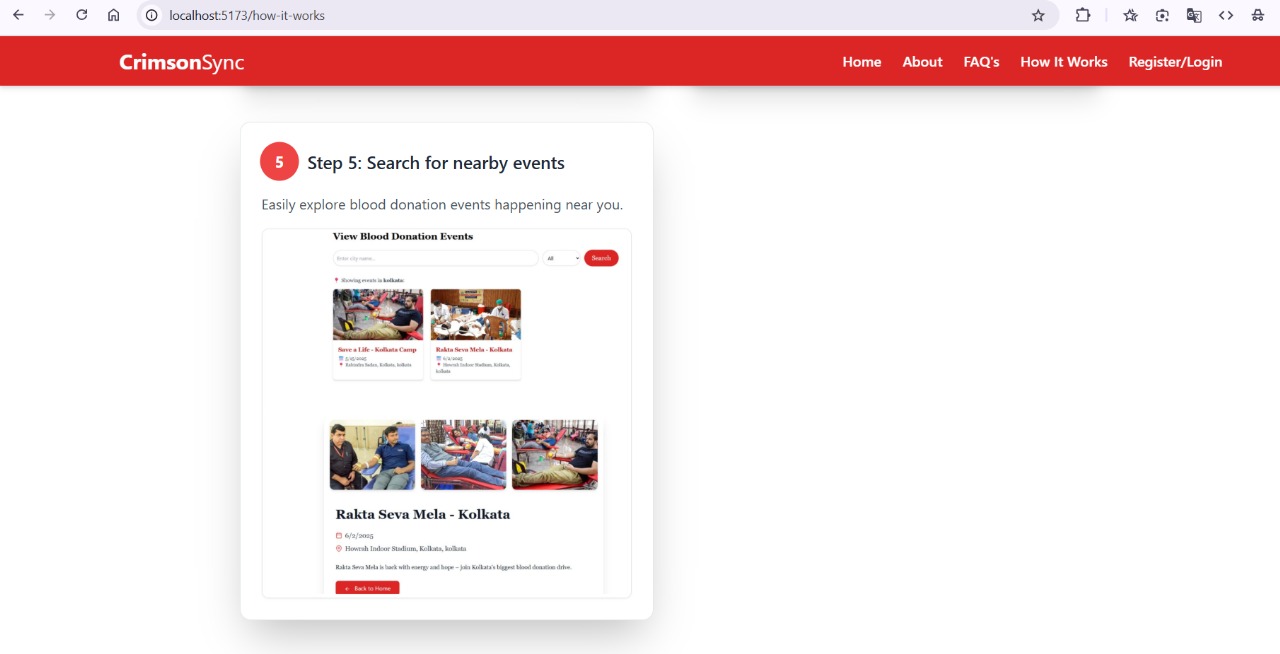 localhost:5173/how-it-works
CrimsonSync
Home About FAQ's How It Works Register/Login
5 Step 5: Search for nearby events
Easily explore blood donation events happening near you.
View Blood Donation Events
Enter city name...
All
Search
Showing events in kolkata:
Save a Life - Kolkata Camp
5/15/2025
Rabindra Sadan, Kolkata, kolkata
Rakta Seva Mela - Kolkata
6/2/2025
Howrah Indoor Stadium, Kolkata,
kolkata
Rakta Seva Mela - Kolkata
6/2/2025
Howrah Indoor Stadium, Kolkata, kolkata
Rakta Seva Mela is back with energy and hope – join Kolkata's biggest blood donation drive.
← Back to Home